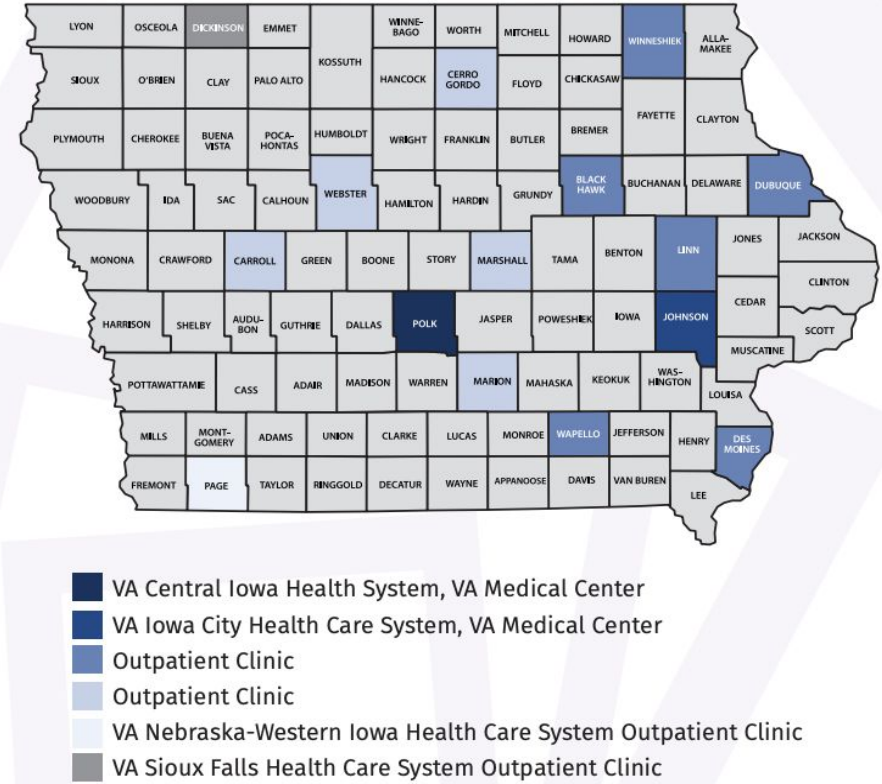 LYON OSCEOLA DICKINSON EMMET WINNE- WORTH MITCHELL HOWARD WINNESHIEK ALLA-
BAGO MAKEE
KOSSUTH
SIOUX O'BRIEN CLAY PALO ALTO HANCOCK CERRO FLOYD CHICKASAW
GORDO
FAYETTE CLAYTON
PLYMOUTH CHEROKEE BUENA POCA- HUMBOLDT WRIGHT FRANKLIN BUTLER BREMER
VISTA HONTAS
WOODBURY IDA SAC CALHOUN WEBSTER HAMILTON HARDIN GRUNDY BLACK BUCHANAN DELAWARE DUBUQUE
HAWK
MONONA CRAWFORD CARROLL GREEN BOONE STORY MARSHALL TAMA BENTON LINN JONES JACKSON
CLINTON
HARRISON SHELBY AUDU- GUTHRIE DALLAS POLK JASPER POWESHIEK IOWA JOHNSON CEDAR
BON SCOTT
MUSCATINE
POTTAWATTAMIE CASS ADAIR MADISON WARREN MARION MAHASKA KEOKUK WAS-
HINGTON LOUISA
MILLS MONT- ADAMS UNION CLARKE LUCAS MONROE WAPELLO JEFFERSON HENRY DES
GOMERY MOINES
FREMONT PAGE TAYLOR RINGGOLD DECATUR WAYNE APPANOOSE DAVIS VAN BUREN LEE
VA Central Iowa Health System, VA Medical Center
VA Iowa City Health Care System, VA Medical Center
Outpatient Clinic
Outpatient Clinic
VA Nebraska-Western Iowa Health Care System Outpatient Clinic
VA Sioux Falls Health Care System Outpatient Clinic